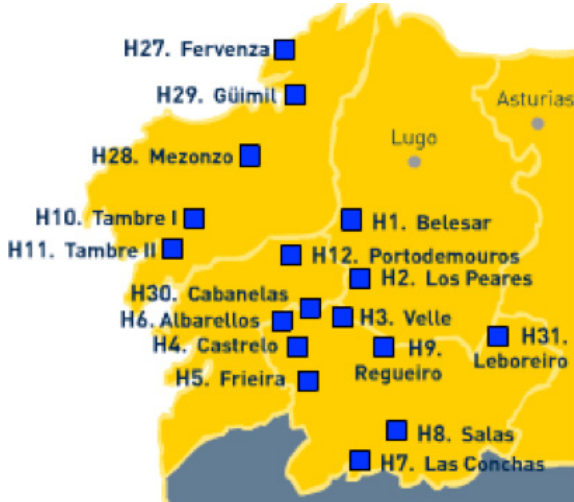 H27. Fervenza
H29. Güimil
Asturias
Lugo
H28. Mezonzo
H10. Tambre I
H1. Belesar
H11. Tambre II
H12. Portodemouros
H2. Los Peares
H30. Cabanelas
H6. Albarellos
H3. Velle
H31.
Leboreiro
H4. Castrelo
H9.
Regueiro
H5. Frieira
H8. Salas
H7. Las Conchas